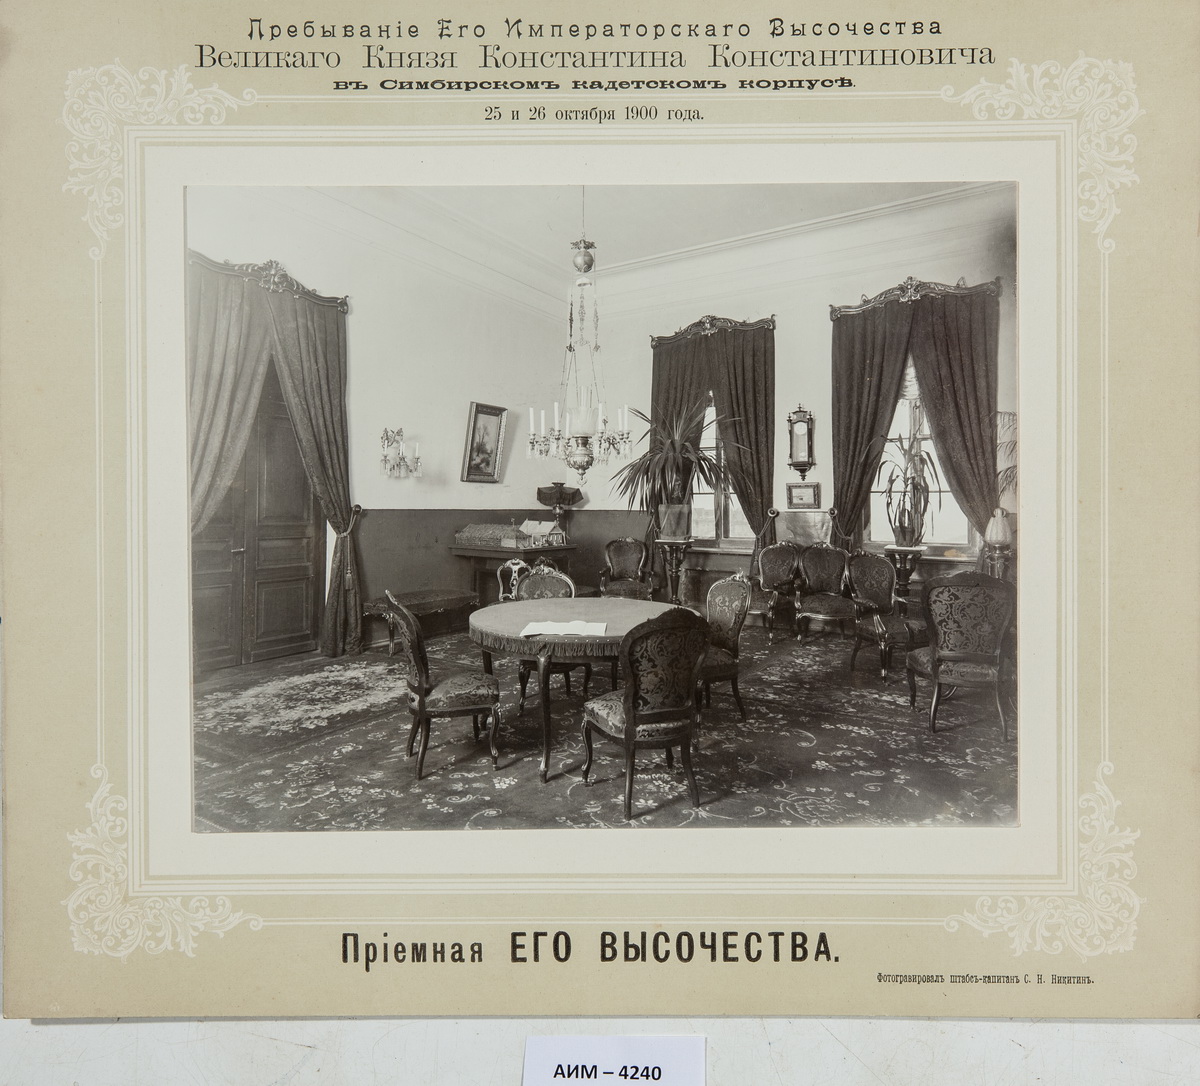 Пребываніе Его Императорскаго Высочества
Великаго Князя Константина Константиновича
въ Симбирскомъ кадетскомъ корпусѣ.
25 и 26 октября 1900 года.
Пріемная ЕГО ВЫСОЧЕСТВА.
Фотогравировалъ штабсъ-капитанъ С. Н. Никитинъ.
АИМ – 4240